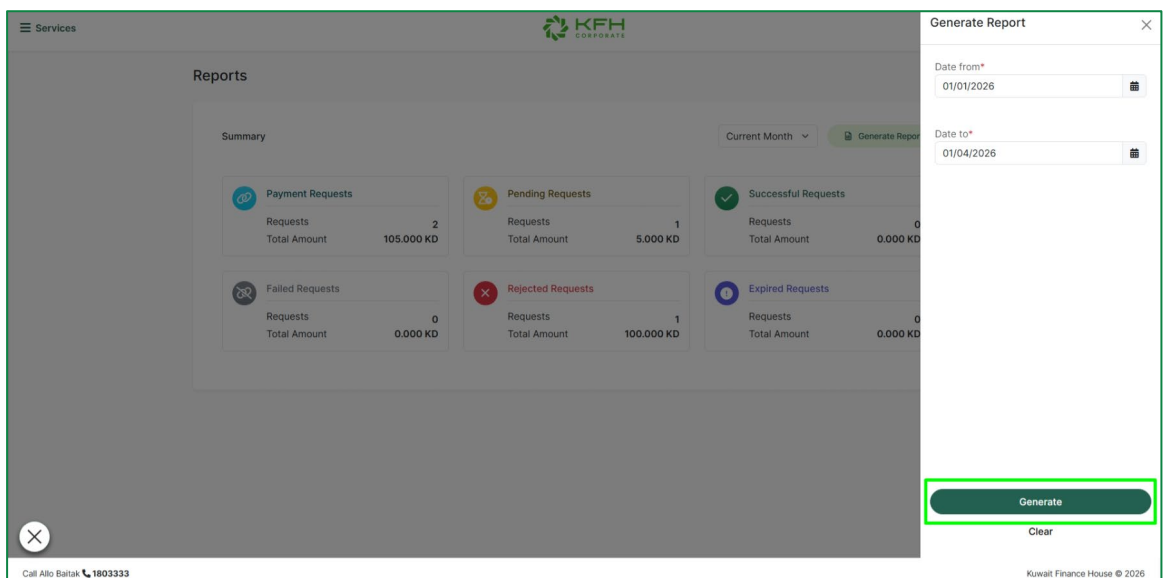 Services
KFH
CORPORATE
Generate Report
Reports
Date from*
01/01/2026
Date to*
01/04/2026
Summary
Current Month
Generate Repor
Payment Requests
Requests 2
Total Amount 105.000 KD
Pending Requests
Requests 1
Total Amount 5.000 KD
Successful Requests
Requests 0
Total Amount 0.000 KD
Failed Requests
Requests 0
Total Amount 0.000 KD
Rejected Requests
Requests 1
Total Amount 100.000 KD
Expired Requests
Requests 0
Total Amount 0.000 KD
Generate
Clear
Call Allo Baitak 1803333
Kuwait Finance House © 2026